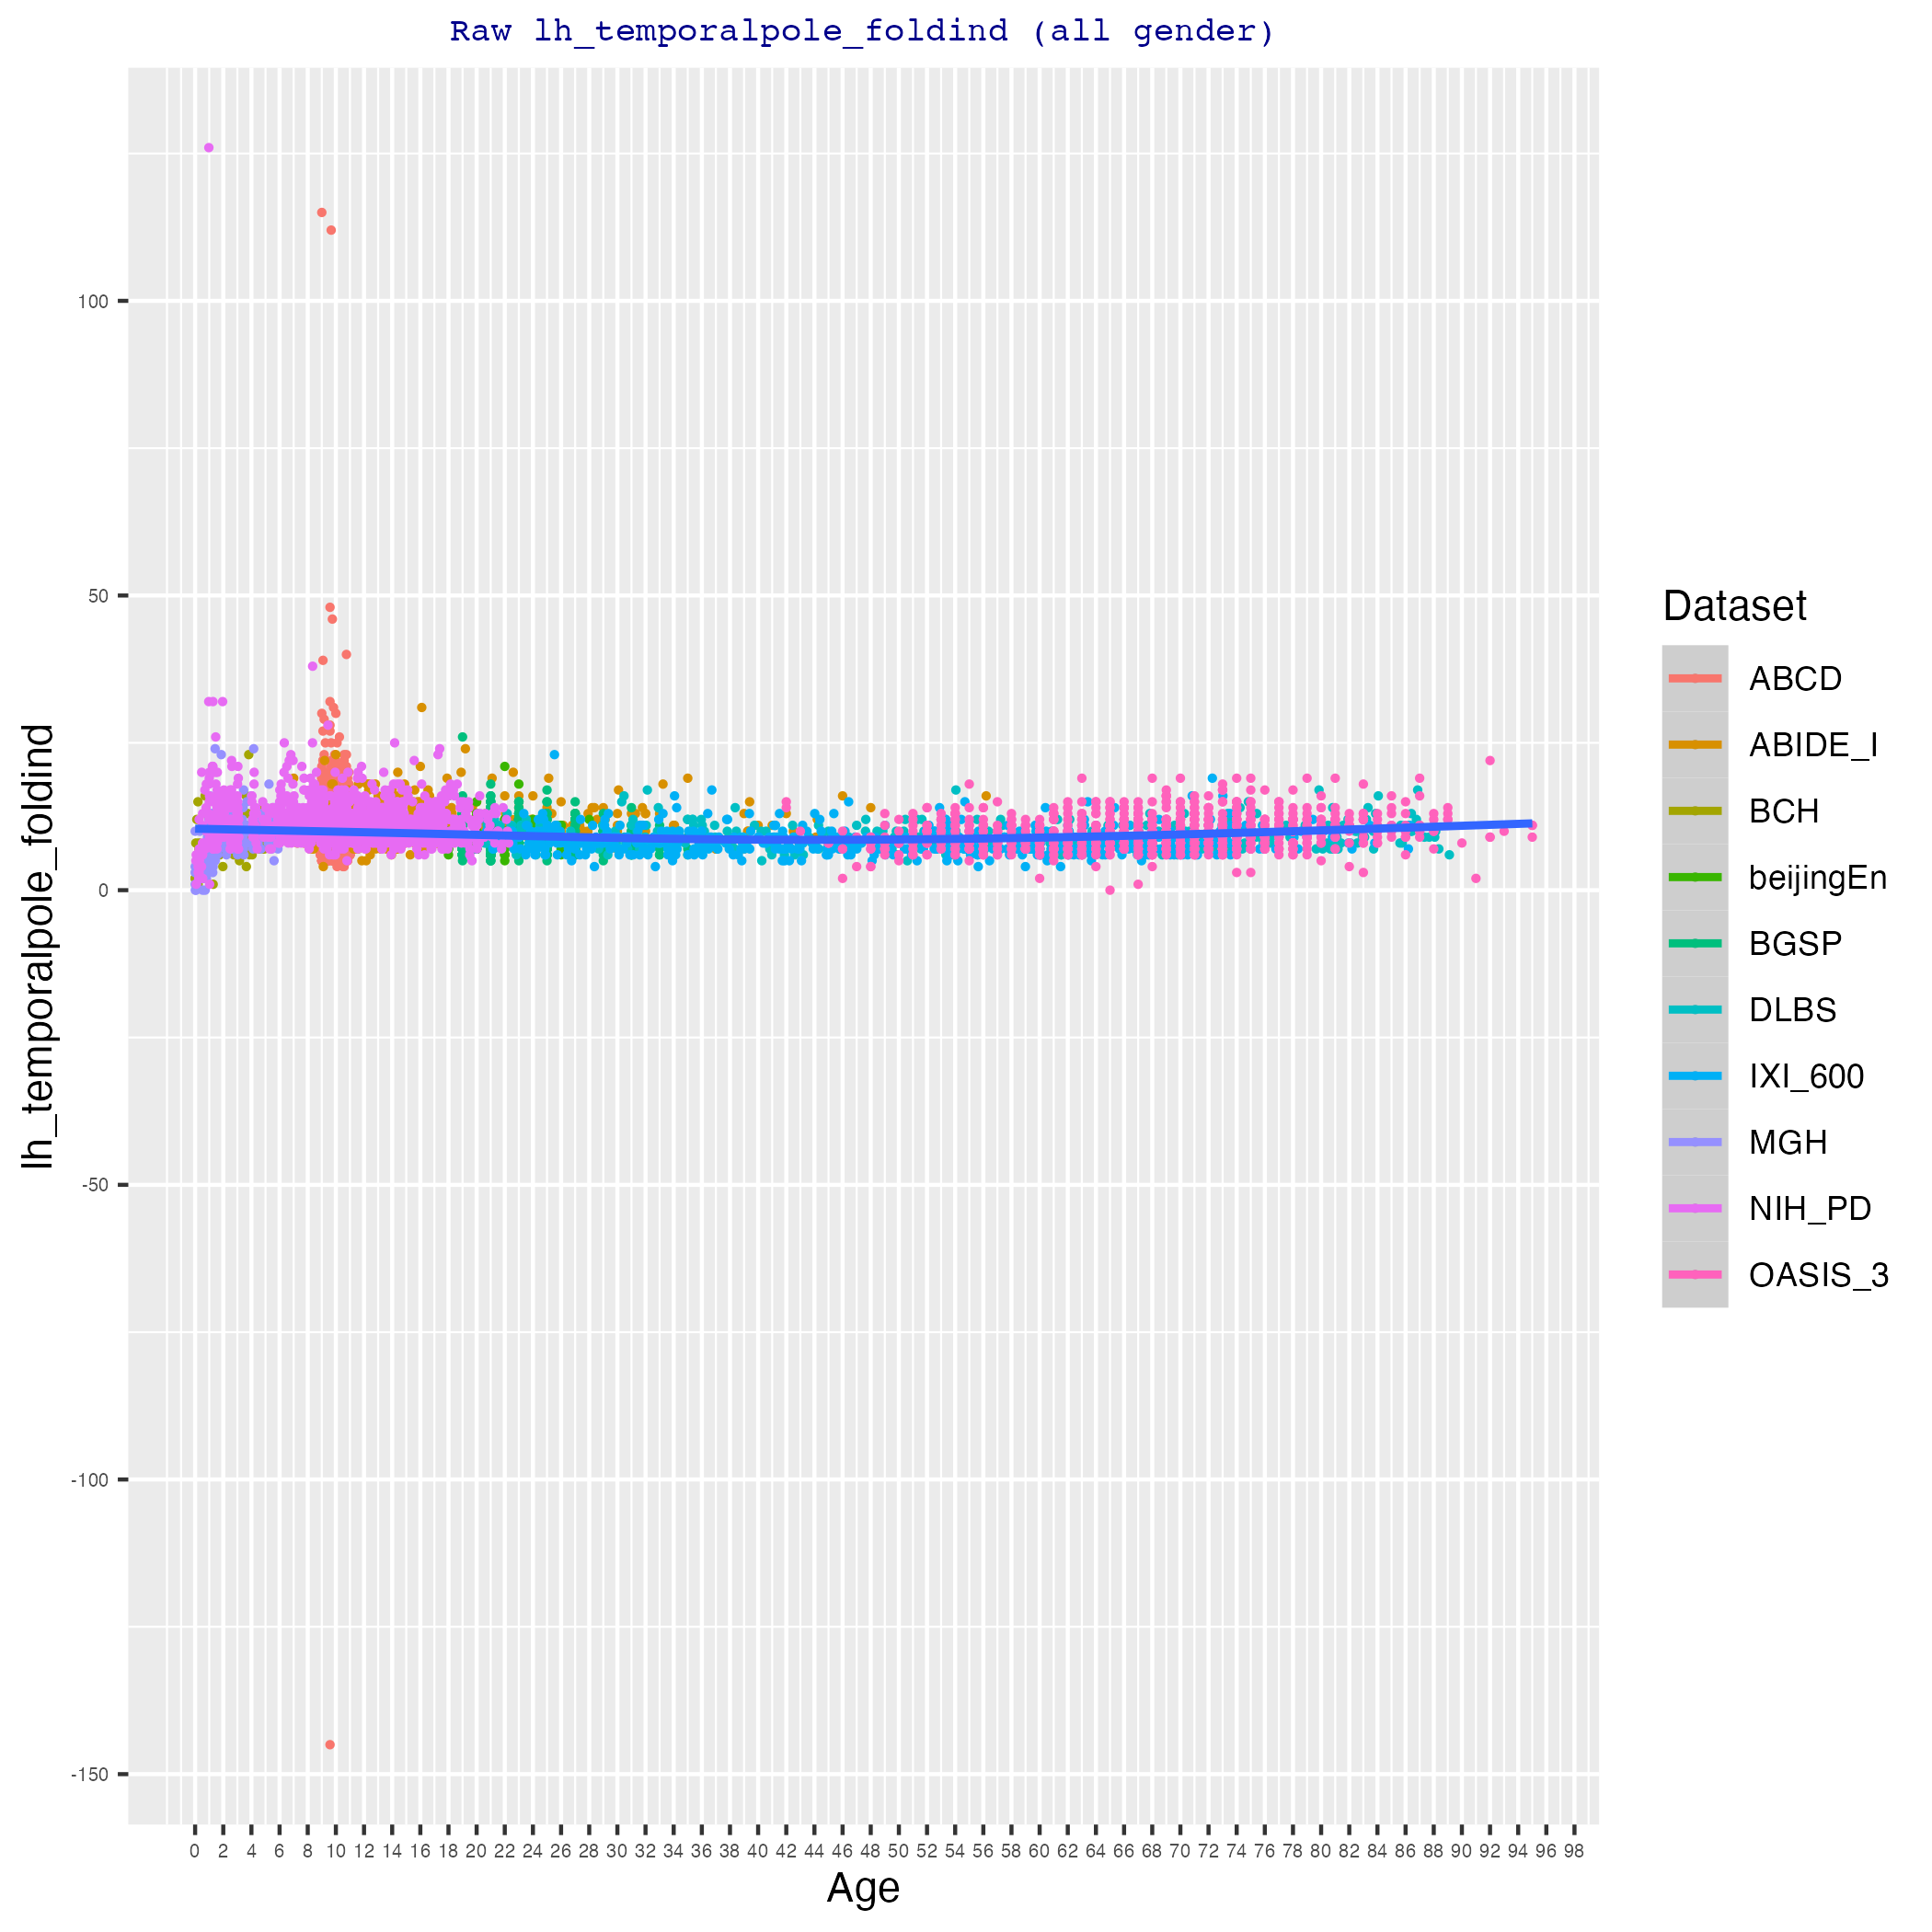 Raw lh_temporalpole_foldind (all gender)
lh_temporalpole_foldind
100
50
0
-50
-100
-150
0 2 4 6 8 10 12 14 16 18 20 22 24 26 28 30 32 34 36 38 40 42 44 46 48 50 52 54 56 58 60 62 64 66 68 70 72 74 76 78 80 82 84 86 88 90 92 94 96 98
Age
Dataset
ABCD
ABIDE_I
BCH
beijingEn
BGSP
DLBS
IXI_600
MGH
NIH_PD
OASIS_3